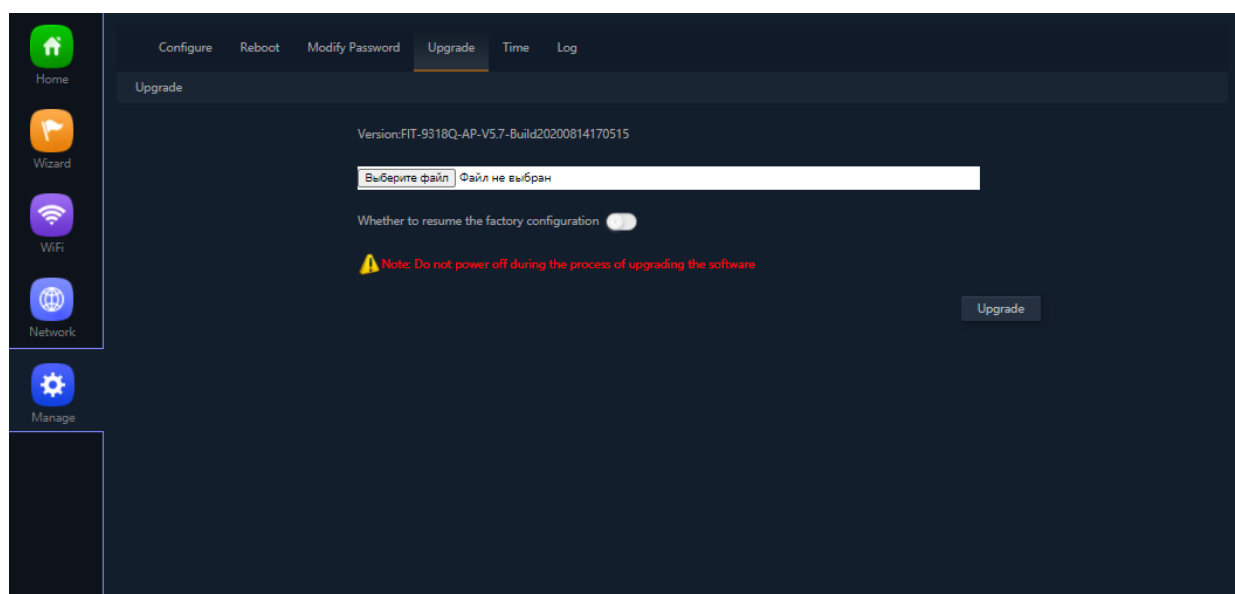 Home
Wizard
WiFi
Network
Manage
Configure Reboot Modify Password Upgrade Time Log
Upgrade
Version:FIT-9318Q-AP-V5.7-Build20200814170515
Выберите файл Файл не выбран
Whether to resume the factory configuration
Note: Do not power off during the process of upgrading the software
Upgrade